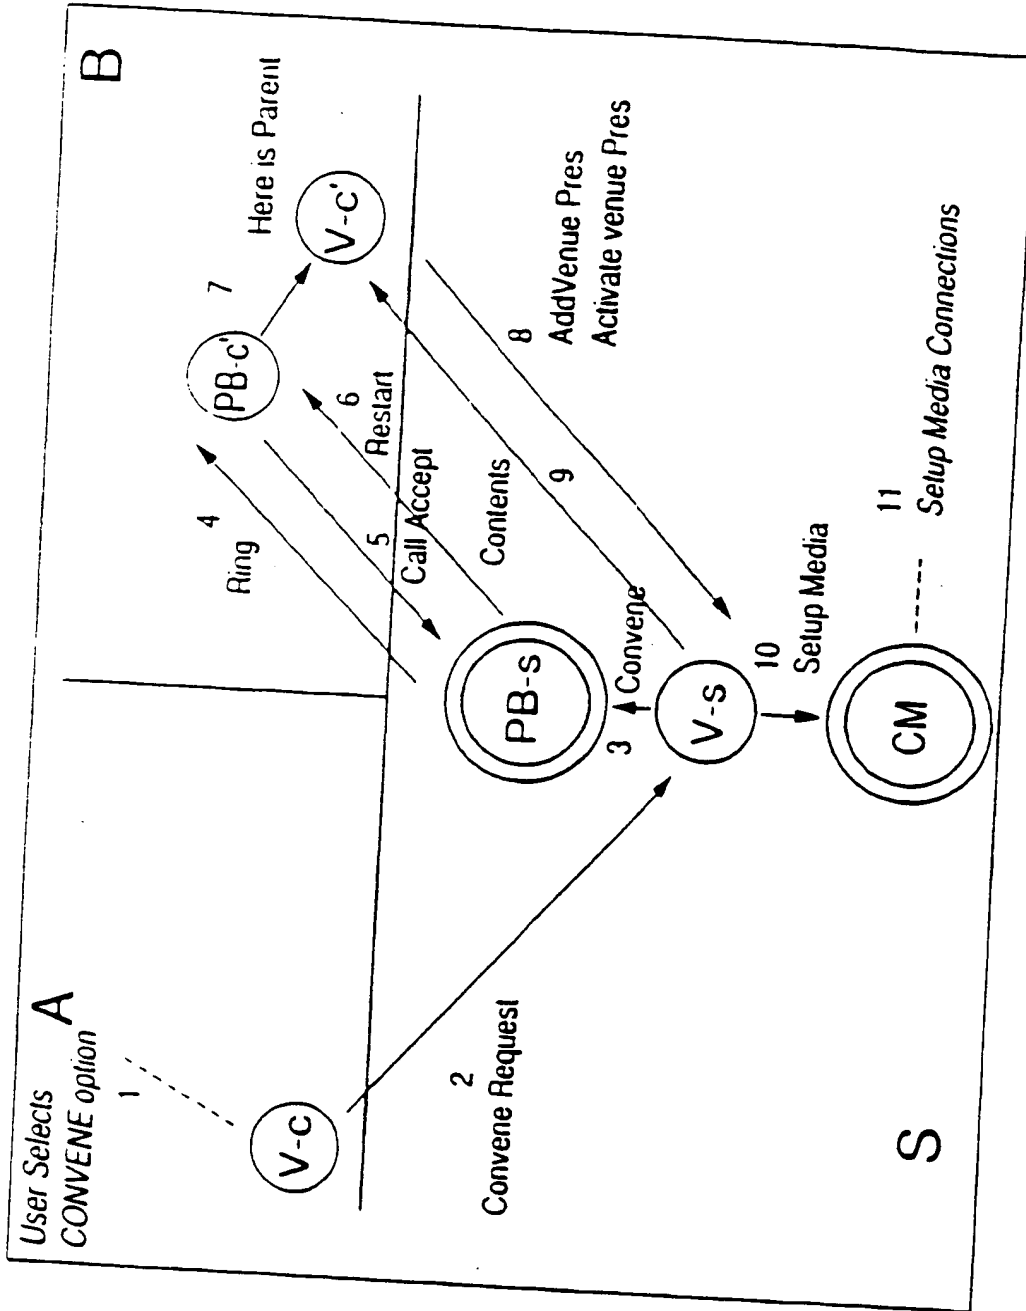 User Selects
CONVENE option
A
1
V-c
2
Convene Request
B
4
Ring
PB-c'
7
Here is Parent
V-c'
5
Call Accept
6
Restart
Contents
8
AddVenue Pres
Activate venue Pres
9
PB-s
3
Convene
V-s
10
Setup Media
CM
11
Setup Media Connections
S